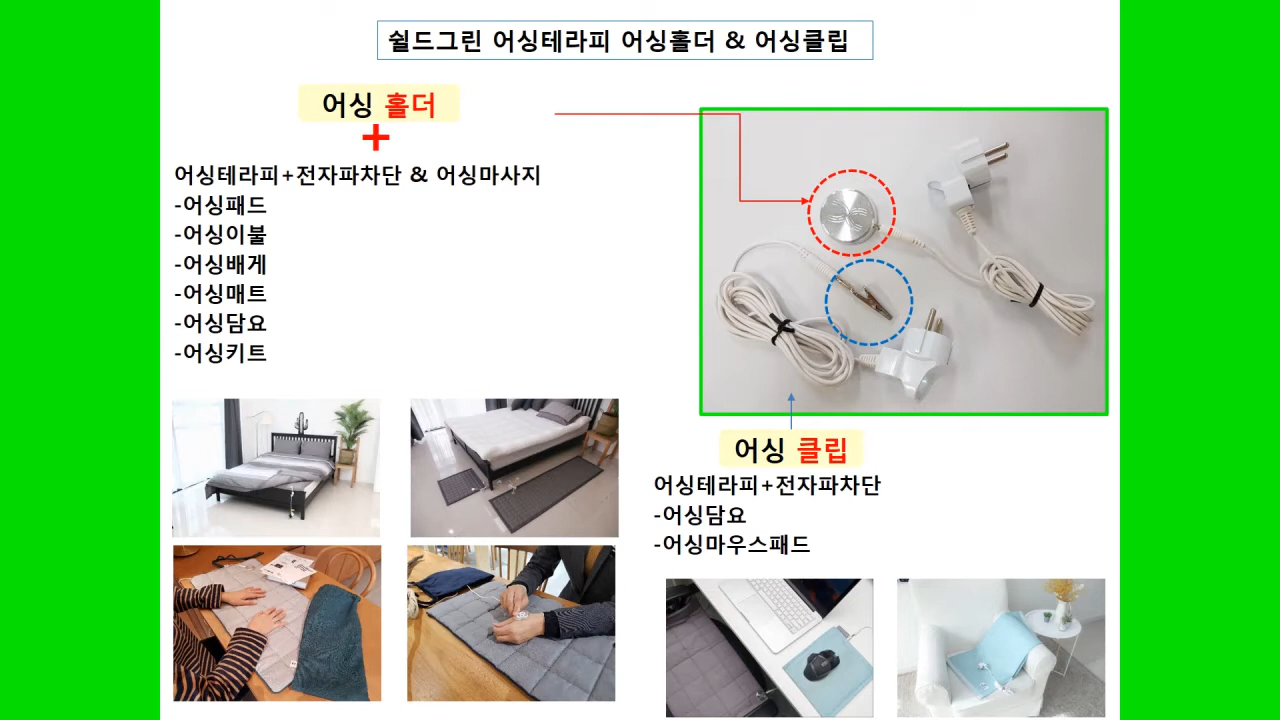 쉴드그린 어싱테라피 어싱홀더 & 어싱클립
어싱 홀더
+
어싱테라피+전자파차단 & 어싱마사지
-어싱패드
-어싱이불
-어싱배게
-어싱매트
-어싱담요
-어싱키트
어싱 클립
어싱테라피+전자파차단
-어싱담요
-어싱마우스패드